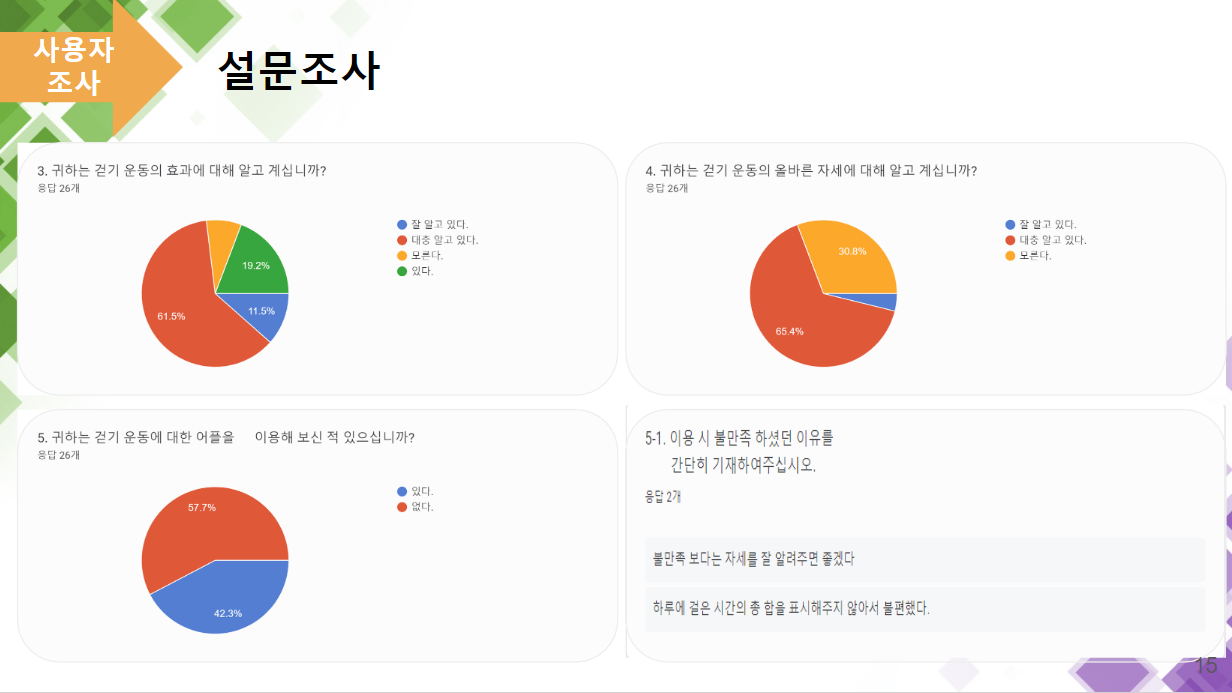 사용자
조사
설문조사
3. 귀하는 걷기 운동의 효과에 대해 알고 계십니까?
응답 26개
잘 알고 있다.
대충 알고 있다.
모른다.
있다.
19.2%
11.5%
61.5%
4. 귀하는 걷기 운동의 올바른 자세에 대해 알고 계십니까?
응답 26개
잘 알고 있다.
대충 알고 있다.
모른다.
30.8%
65.4%
5. 귀하는 걷기 운동에 대한 어플을 이용해 보신 적 있으십니까?
응답 26개
있다.
없다.
57.7%
42.3%
5-1. 이용 시 불만족 하셨던 이유를
간단히 기재하여주십시오.
응답 2개
불만족 보다는 자세를 잘 알려주면 좋겠다
하루에 걸은 시간의 총 합을 표시해주지 않아서 불편했다.
15